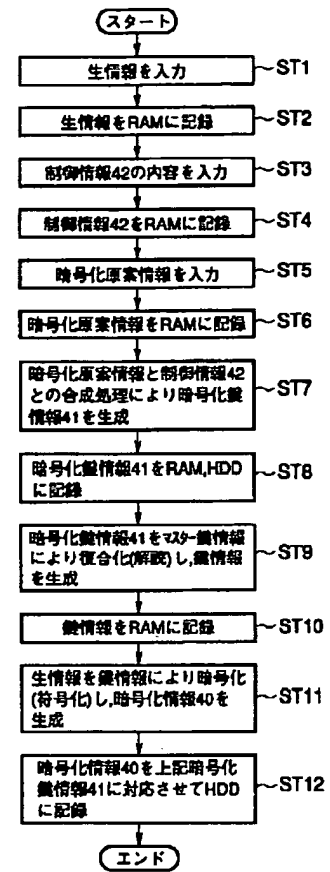 スタート
生情報を入力
ST1
生情報をRAMに記録
ST2
制御情報42の内容を入力
ST3
制御情報42をRAMに記録
ST4
暗号化原案情報を入力
ST5
暗号化原案情報をRAMに記録
ST6
暗号化原案情報と制御情報42
との合成処理により暗号化鍵
情報41を生成
ST7
暗号化鍵情報41をRAM,HDD
に記録
ST8
暗号化鍵情報41をマスター鍵情報
により復合化(解読)し,鍵情報
を生成
ST9
鍵情報をRAMに記録
ST10
生情報を鍵情報により暗号化
(符号化)し,暗号化情報40を
生成
ST11
暗号化情報40を上記暗号化
鍵情報41に対応させてHDD
に記録
ST12
エンド